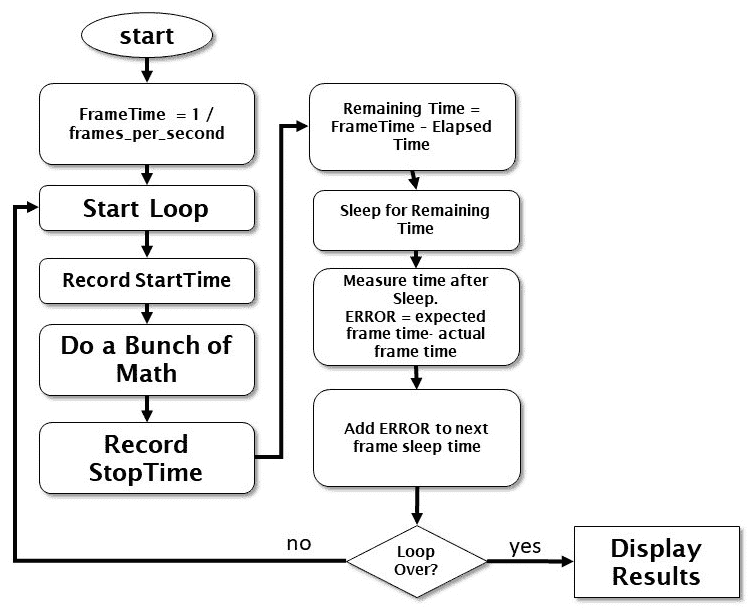 start
FrameTime = 1 /
frames_per_second
Start Loop
Record StartTime
Do a Bunch of
Math
Record
StopTime
Remaining Time =
FrameTime – Elapsed
Time
Sleep for Remaining
Time
Measure time after
Sleep.
ERROR = expected
frame time- actual
frame time
Add ERROR to next
frame sleep time
Loop
Over?
no
yes
Display
Results